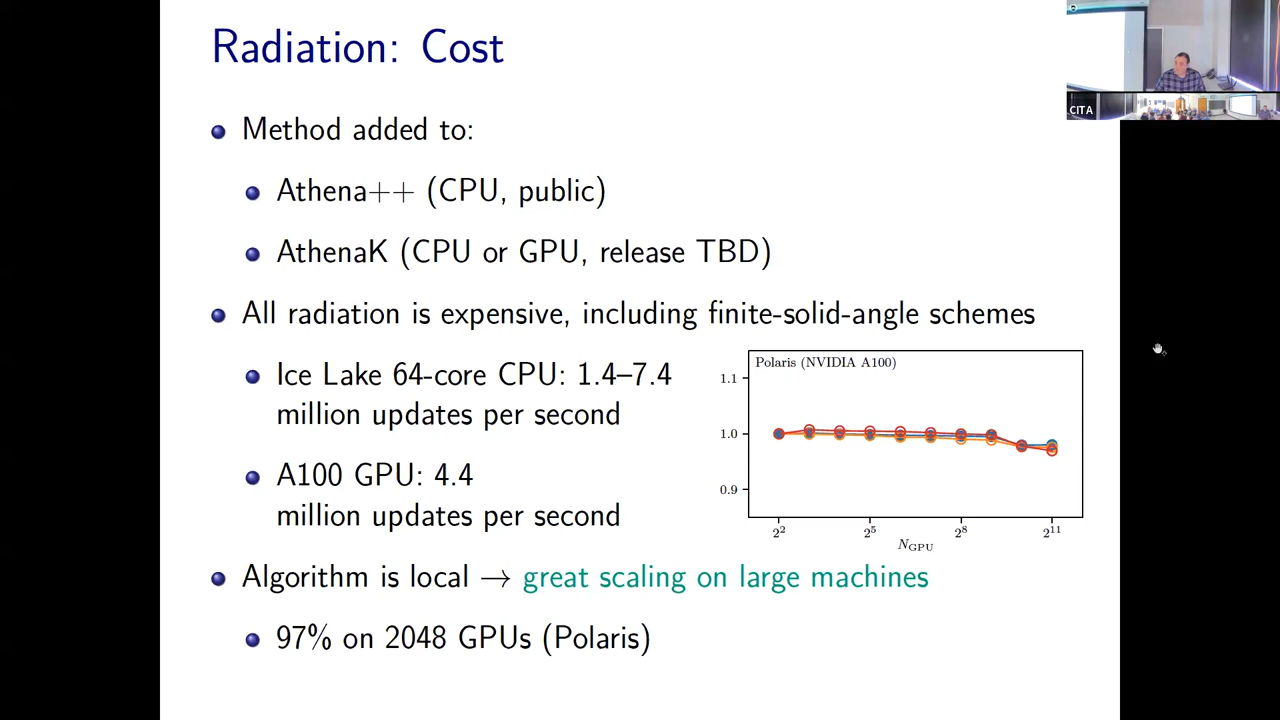 Radiation: Cost
Method added to:
Athena++ (CPU, public)
AthenaK (CPU or GPU, release TBD)
All radiation is expensive, including finite-solid-angle schemes
Ice Lake 64-core CPU: 1.4–7.4
million updates per second
A100 GPU: 4.4
million updates per second
Polaris (NVIDIA A100)
1.1
1.0
0.9
2² 2⁵ 2⁸ 2¹¹
N_GPU
Algorithm is local → great scaling on large machines
97% on 2048 GPUs (Polaris)
CITA